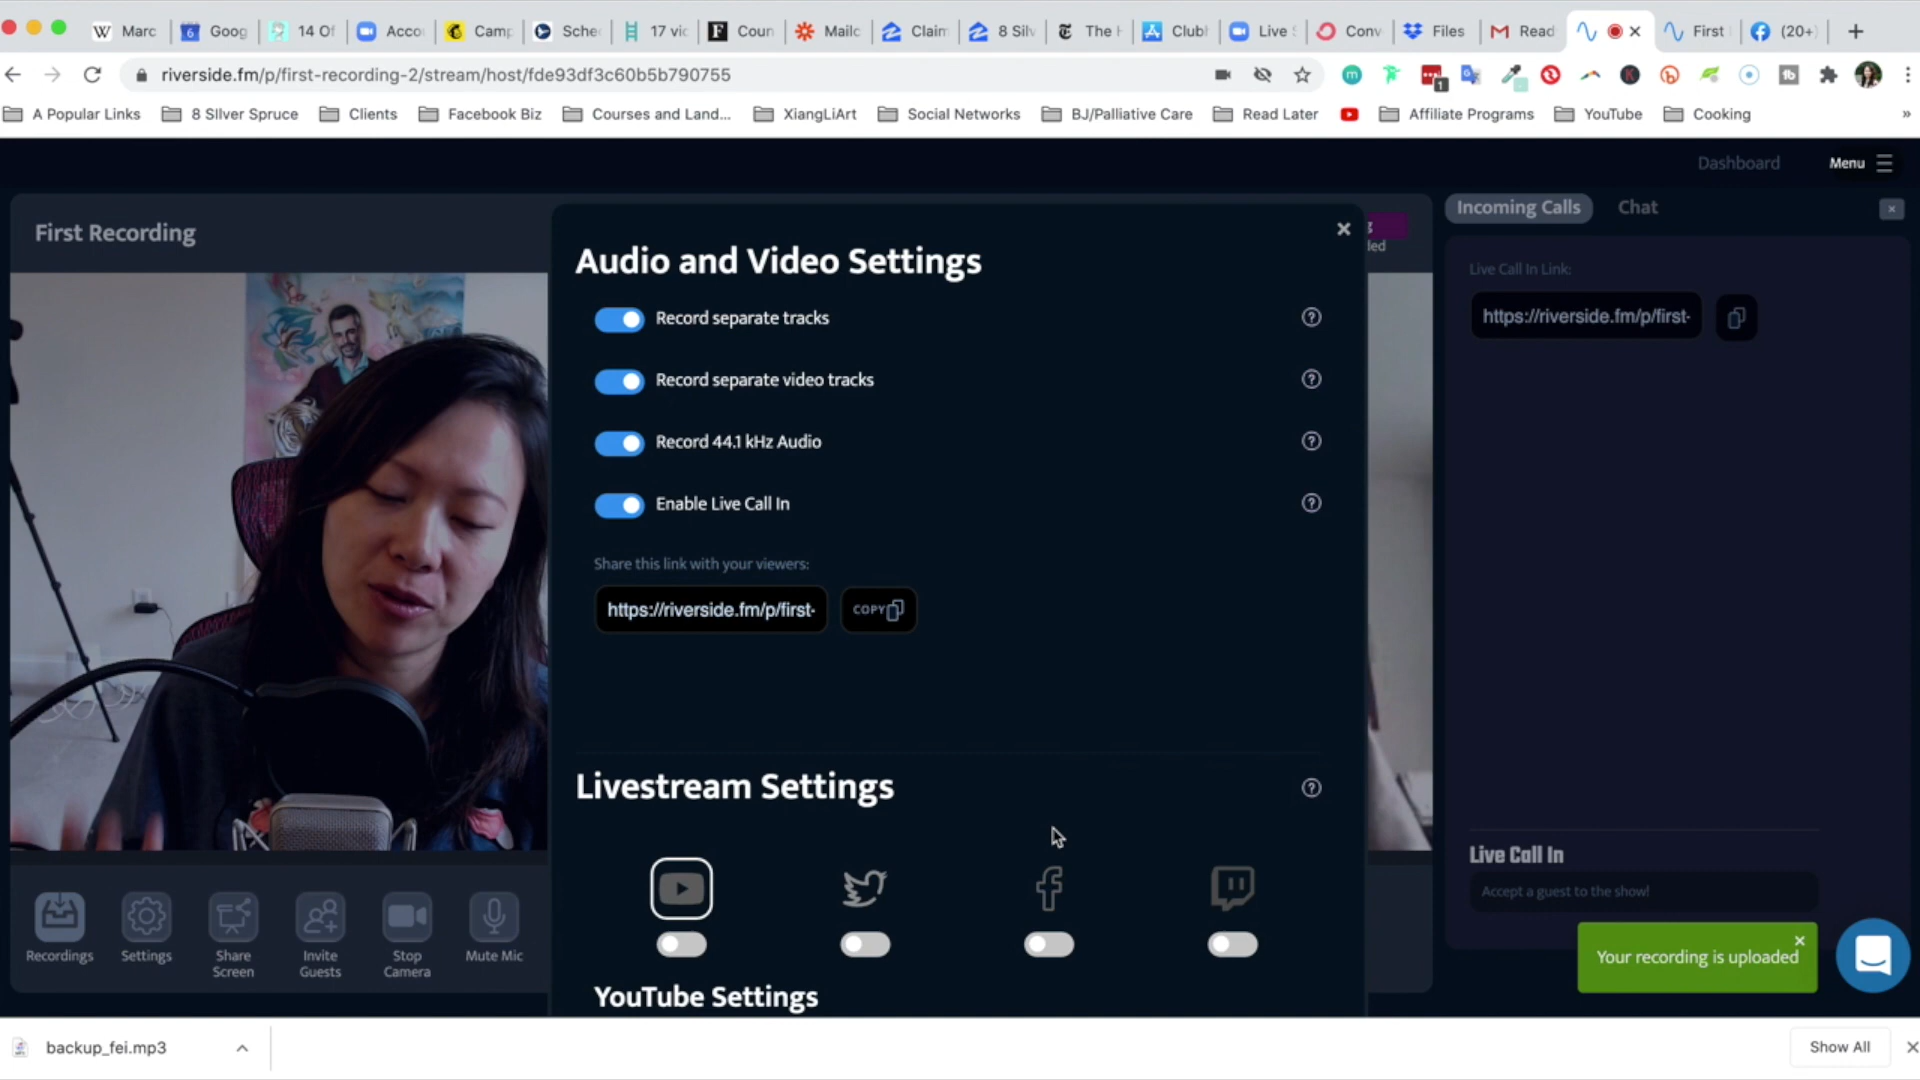 Marc
Goog
14 Of
Acco
Camp
Sche
17 vic
Coun
Mailc
Claim
8 Silv
The
Club
Live
Conv
Files
Read
First
(20+)
riverside.fm/p/first-recording-2/stream/host/fde93df3c60b5b790755
A Popular Links
8 SIlver Spruce
Clients
Facebook Biz
Courses and Land...
XiangLiArt
Social Networks
BJ/Palliative Care
Read Later
Affiliate Programs
YouTube
Cooking
Dashboard
Menu
First Recording
Audio and Video Settings
Record separate tracks
Record separate video tracks
Record 44.1 kHz Audio
Enable Live Call In
Share this link with your viewers:
https://riverside.fm/p/first-
COPY
Livestream Settings
YouTube Settings
Incoming Calls
Chat
Live Call In Link:
https://riverside.fm/p/first-
Live Call In
Accept a guest to the show!
Your recording is uploaded
Recordings
Settings
Share
Screen
Invite
Guests
Stop
Camera
Mute Mic
backup_fei.mp3
Show All